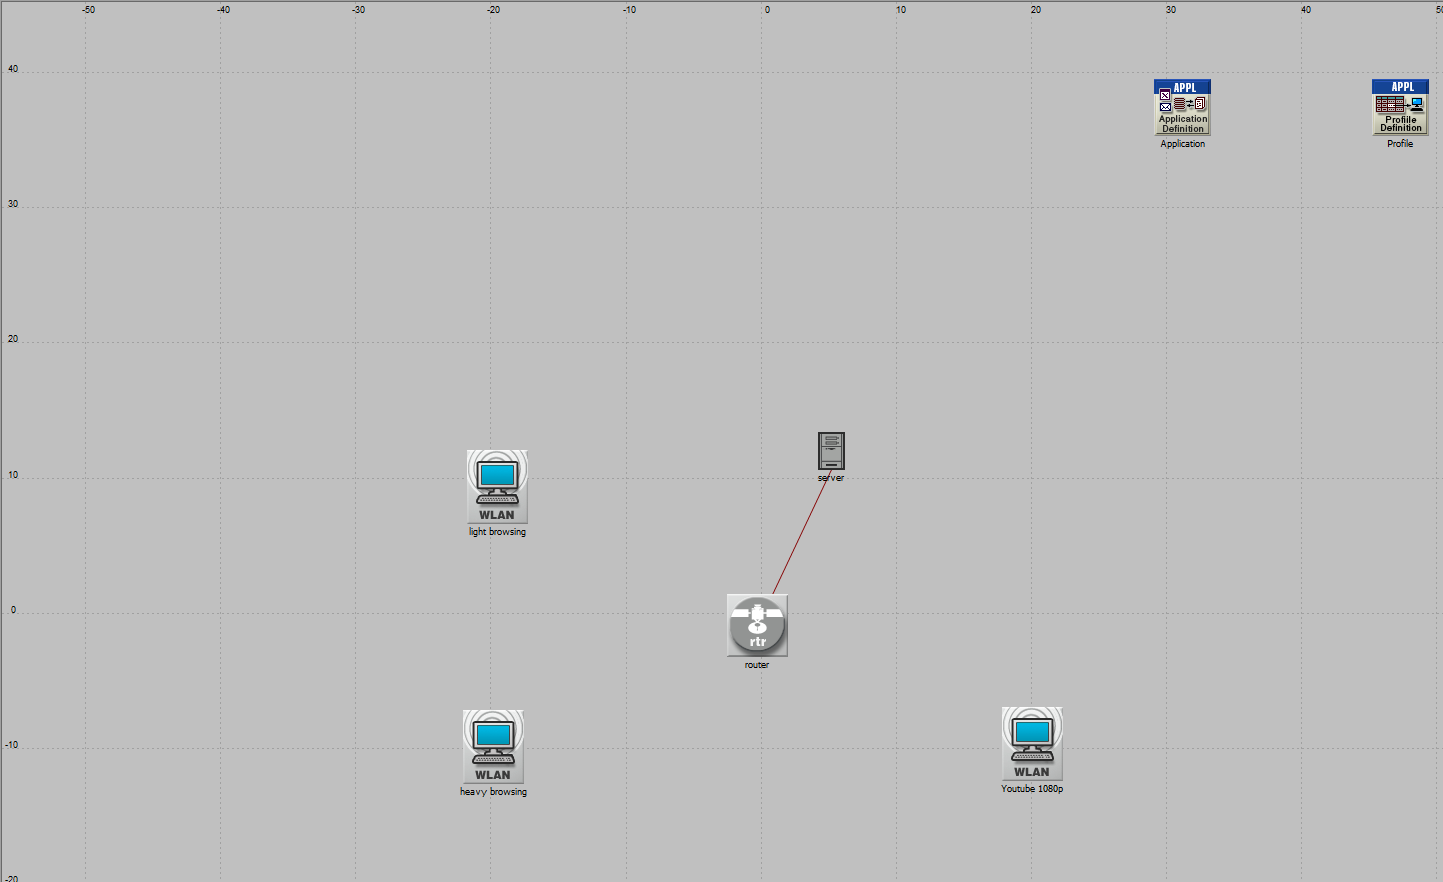 -50 -40 -30 -20 -10 0 10 20 30 40 50
40
APPL
Application
Definition
Application
APPL
Profiile
Definition
Profile
30
20
10
WLAN
light browsing
server
0
rtr
router
-10
WLAN
heavy browsing
WLAN
Youtube 1080p
-20